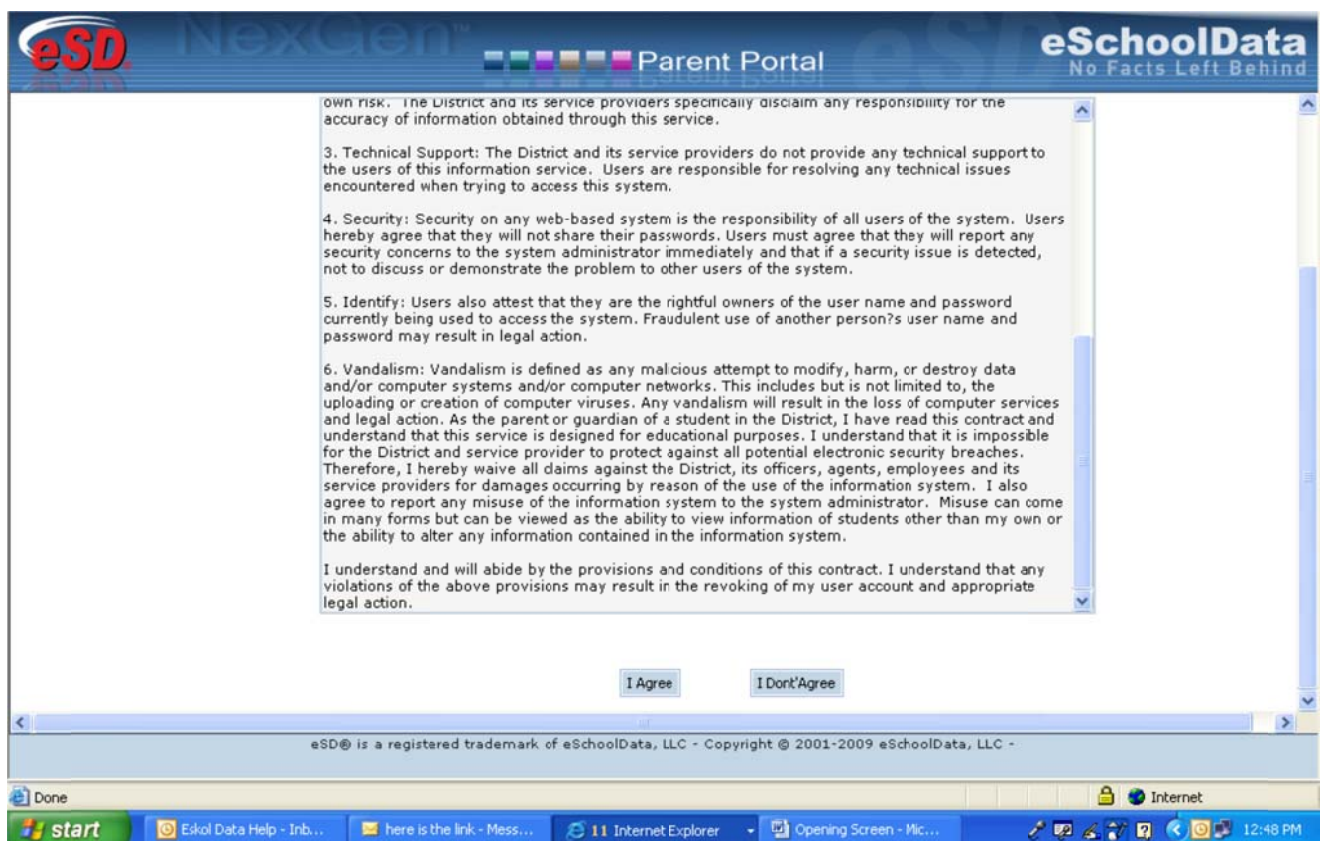 eSD.
NexGen™
Parent Portal
eSchoolData
No Facts Left Behind
own risk. The District and its service providers specifically disclaim any responsibility for the
accuracy of information obtained through this service.
3. Technical Support: The District and its service providers do not provide any technical support to
the users of this information service. Users are responsible for resolving any technical issues
encountered when trying to access this system.
4. Security: Security on any web-based system is the responsibility of all users of the system. Users
hereby agree that they will not share their passwords. Users must agree that they will report any
security concerns to the system administrator immediately and that if a security issue is detected,
not to discuss or demonstrate the problem to other users of the system.
5. Identify: Users also attest that they are the rightful owners of the user name and password
currently being used to access the system. Fraudulent use of another person?s user name and
password may result in legal action.
6. Vandalism: Vandalism is defined as any malicious attempt to modify, harm, or destroy data
and/or computer systems and/or computer networks. This includes but is not limited to, the
uploading or creation of computer viruses. Any vandalism will result in the loss of computer services
and legal action. As the parent or guardian of a student in the District, I have read this contract and
understand that this service is designed for educational purposes. I understand that it is impossible
for the District and service provider to protect against all potential electronic security breaches.
Therefore, I hereby waive all claims against the District, its officers, agents, employees and its
service providers for damages occurring by reason of the use of the information system. I also
agree to report any misuse of the information system to the system administrator. Misuse can come
in many forms but can be viewed as the ability to view information of students other than my own or
the ability to alter any information contained in the information system.
I understand and will abide by the provisions and conditions of this contract. I understand that any
violations of the above provisions may result in the revoking of my user account and appropriate
legal action.
I Agree
I Dont'Agree
eSD® is a registered trademark of eSchoolData, LLC - Copyright © 2001-2009 eSchoolData, LLC -
Done
Internet
start
Eskol Data Help - Inb...
here is the link - Mess...
11 Internet Explorer
Opening Screen - Mic...
12:48 PM